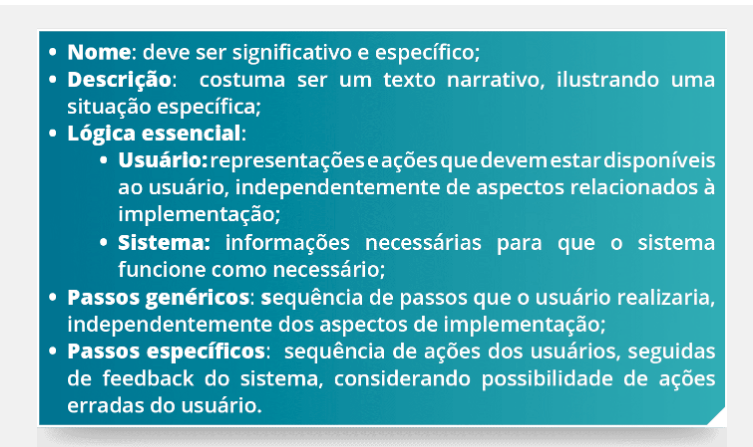 • Nome: deve ser significativo e específico;
• Descrição: costuma ser um texto narrativo, ilustrando uma
situação específica;
• Lógica essencial:
• Usuário: representações e ações que devem estar disponíveis
ao usuário, independentemente de aspectos relacionados à
implementação;
• Sistema: informações necessárias para que o sistema
funcione como necessário;
• Passos genéricos: sequência de passos que o usuário realizaria,
independentemente dos aspectos de implementação;
• Passos específicos: sequência de ações dos usuários, seguidas
de feedback do sistema, considerando possibilidade de ações
erradas do usuário.